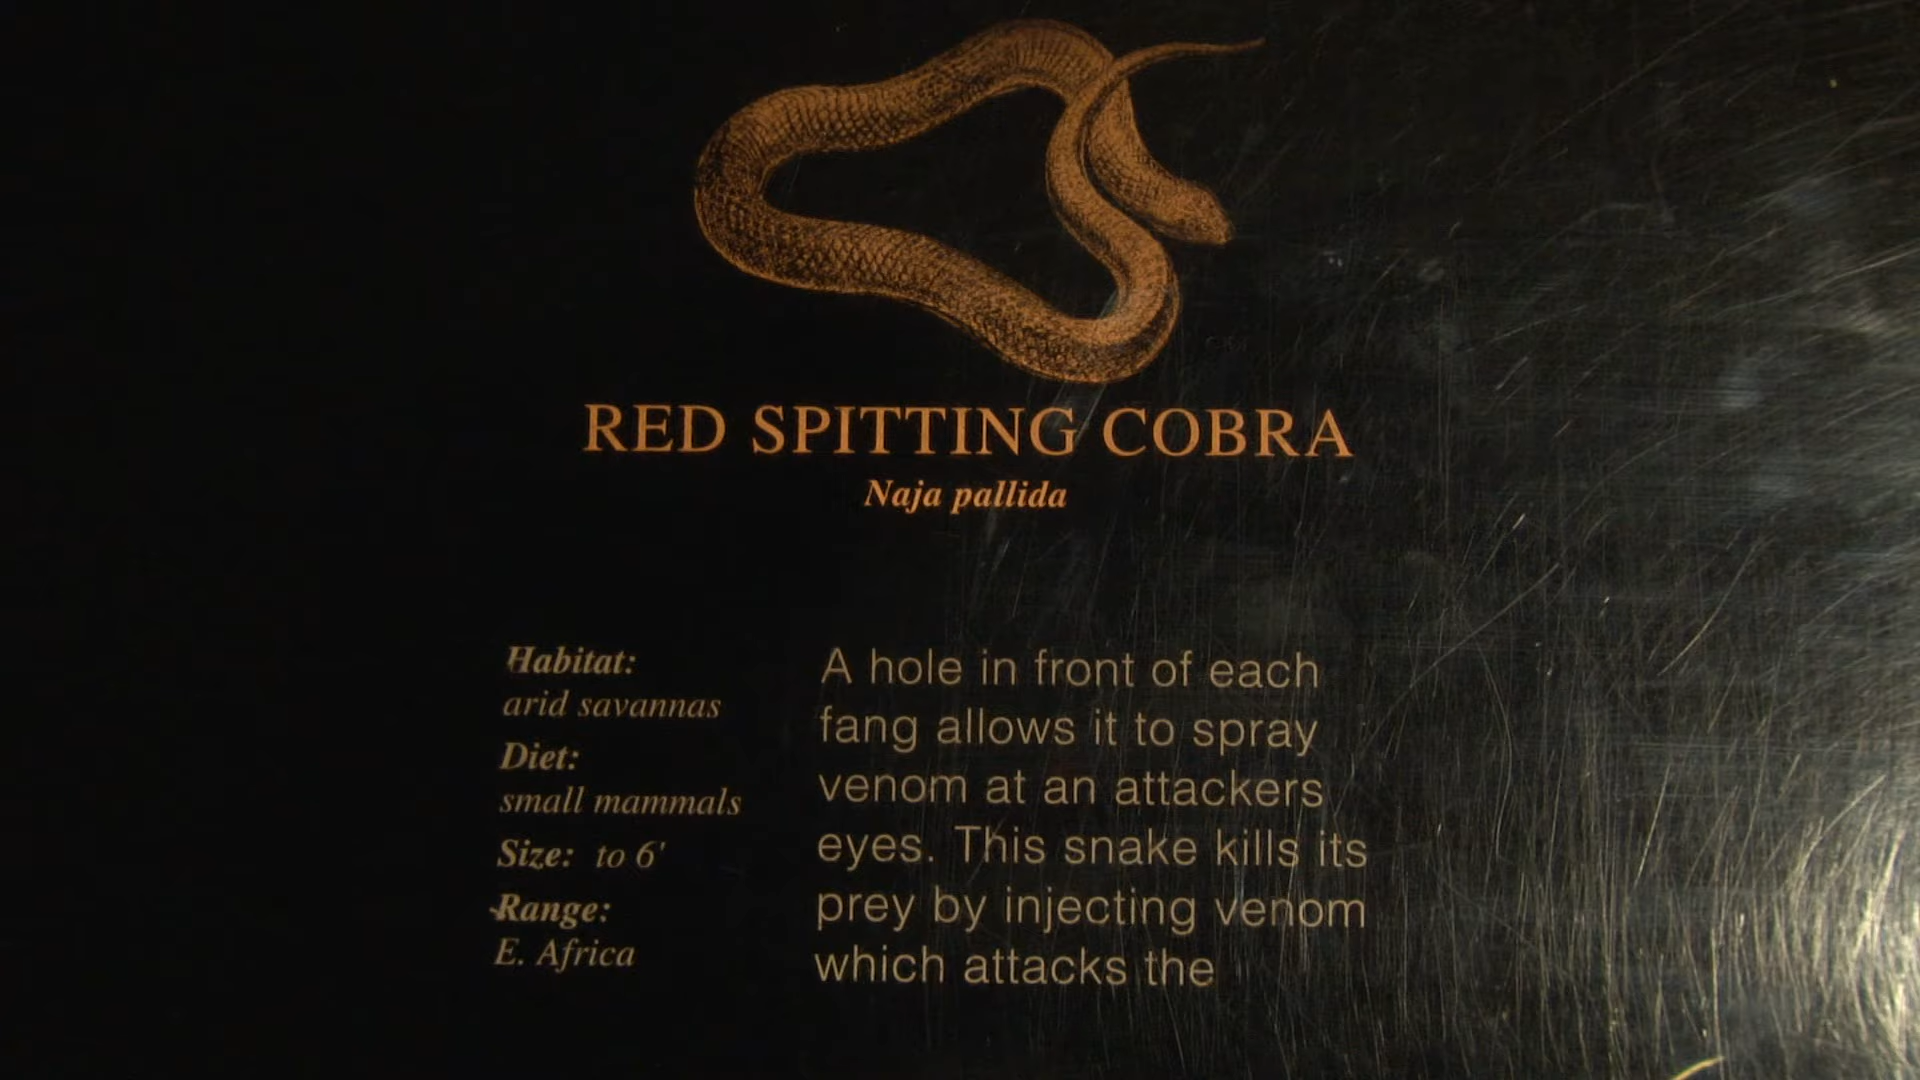 RED SPITTING COBRA
Naja pallida
Habitat:
arid savannas
Diet:
small mammals
Size: to 6'
Range:
E. Africa
A hole in front of each
fang allows it to spray
venom at an attackers
eyes. This snake kills its
prey by injecting venom
which attacks the